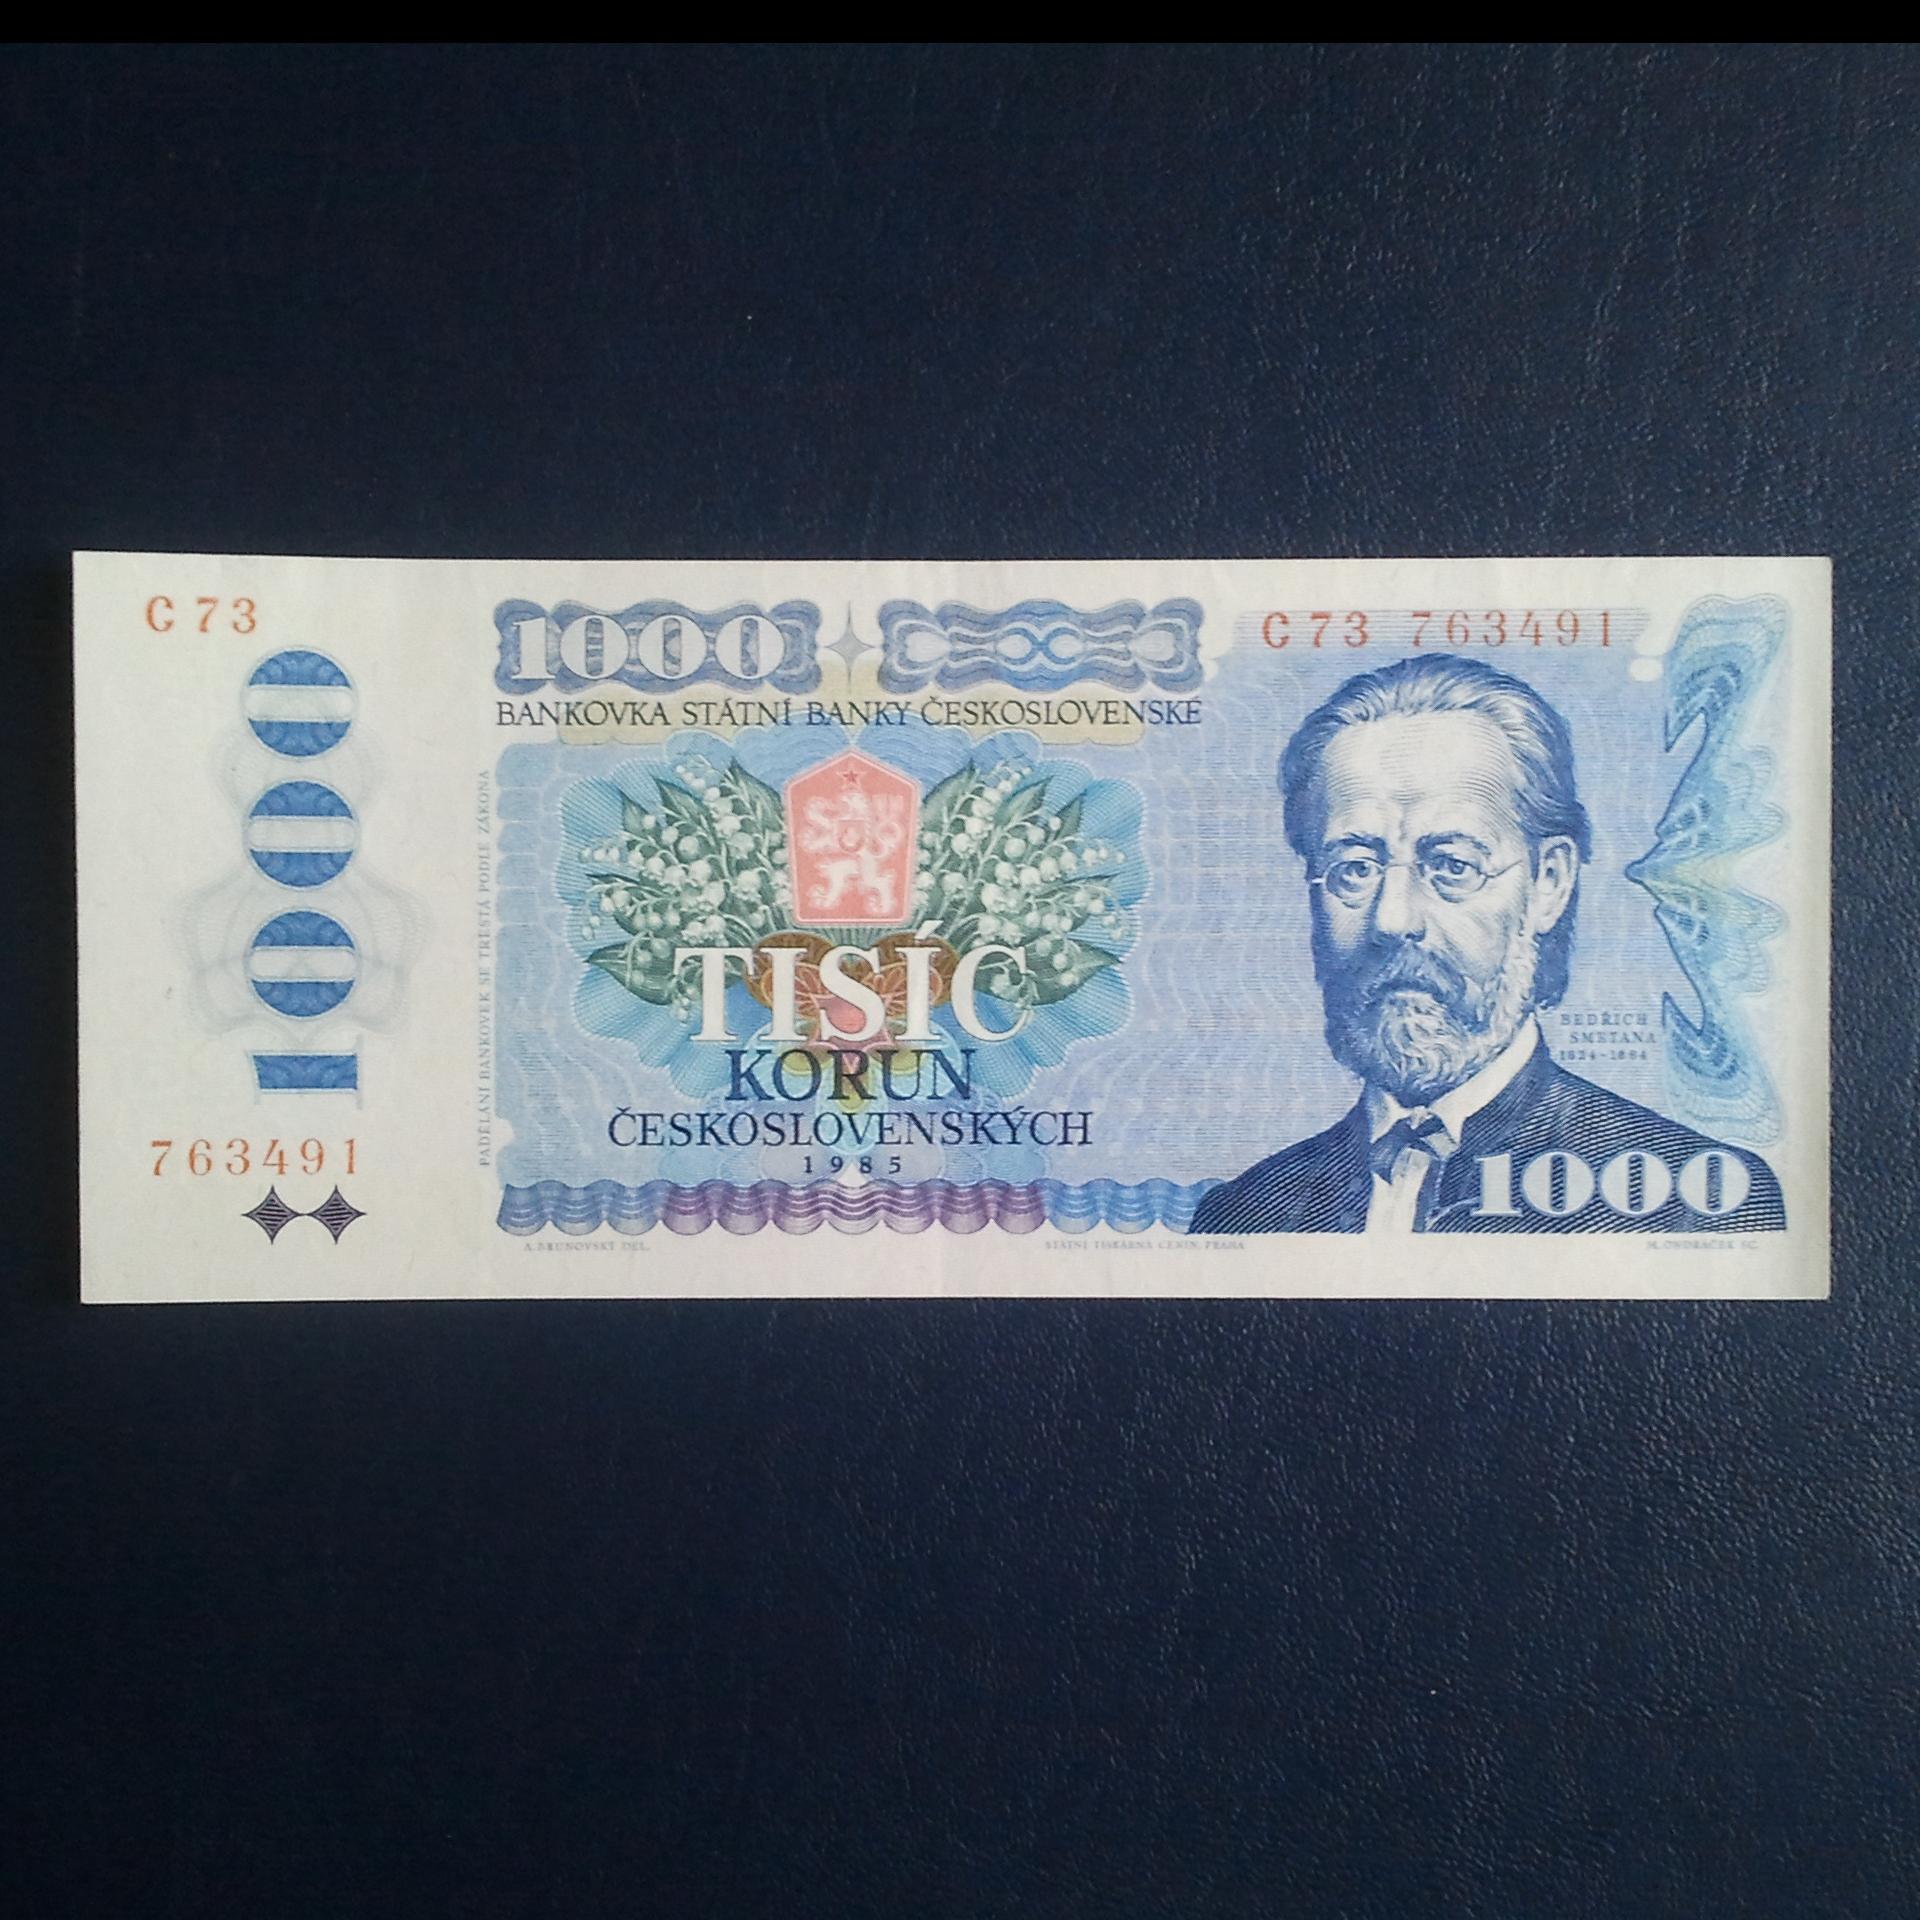 C 73
1000
763491
PADĚLÁNÍ BANKOVEK SE TRESTÁ PODLE ZÁKONA
1000
BANKOVKA STÁTNÍ BANKY ČESKOSLOVENSKÉ
TISÍC
KORUN
ČESKOSLOVENSKÝCH
1985
C 73 763491
BEDŘICH
SMETANA
1824-1884
1000
A. BRUNOVSKÝ DEL.
STÁTNÍ TISKÁRNA CENIN, PRAHA
M. ONDRÁČEK SC.